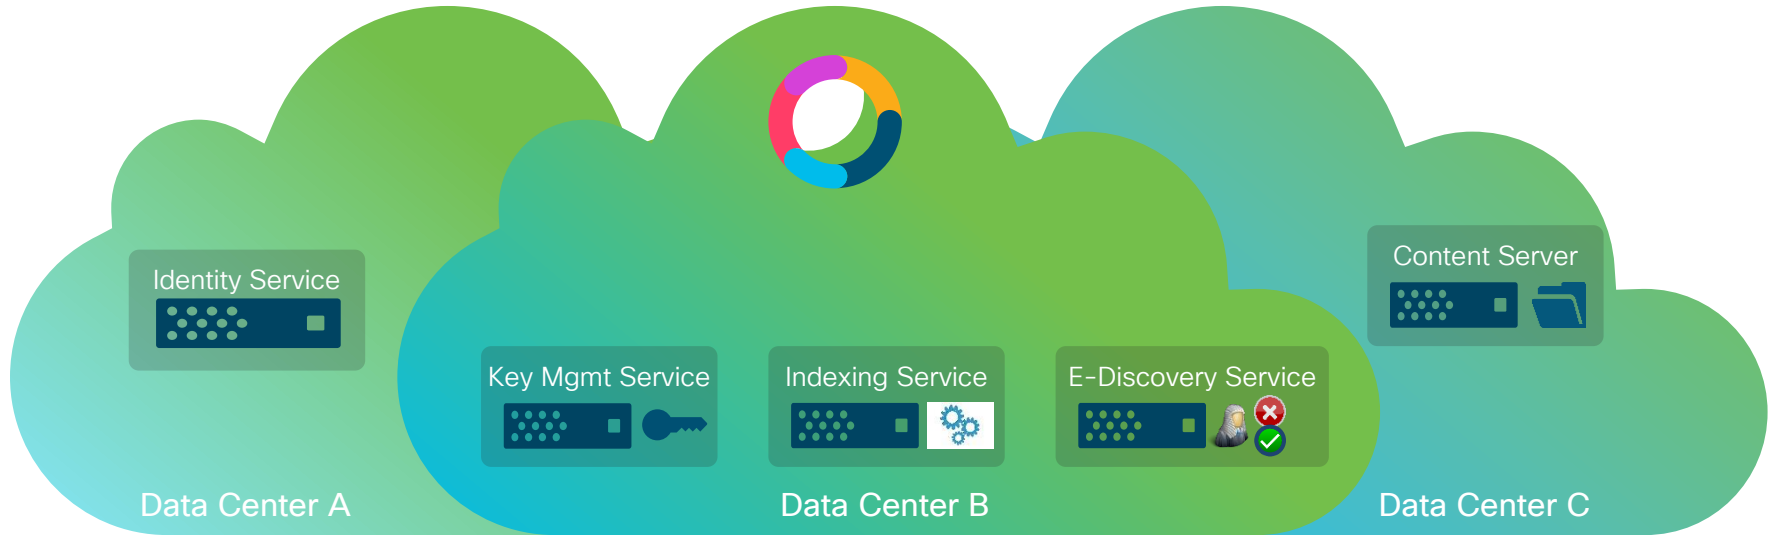 Identity Service
Content Server
Key Mgmt Service
Indexing Service
E-Discovery Service
Data Center A
Data Center B
Data Center C